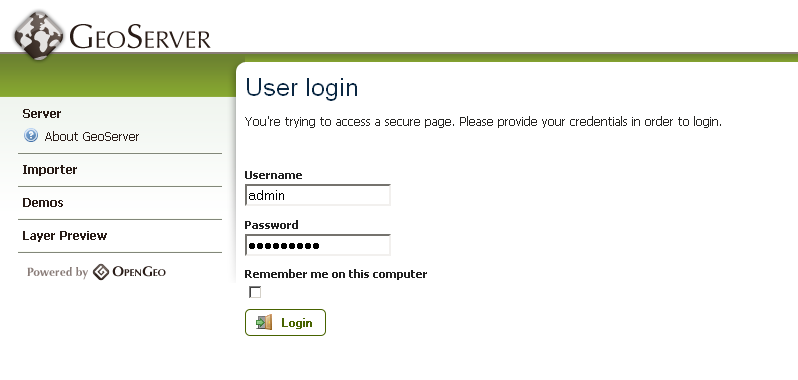 GEOSERVER
Server
About GeoServer
Importer
Demos
Layer Preview
Powered by OPENGEO
User login
You're trying to access a secure page. Please provide your credentials in order to login.
Username
admin
Password
●●●●●●●●●
Remember me on this computer
Login